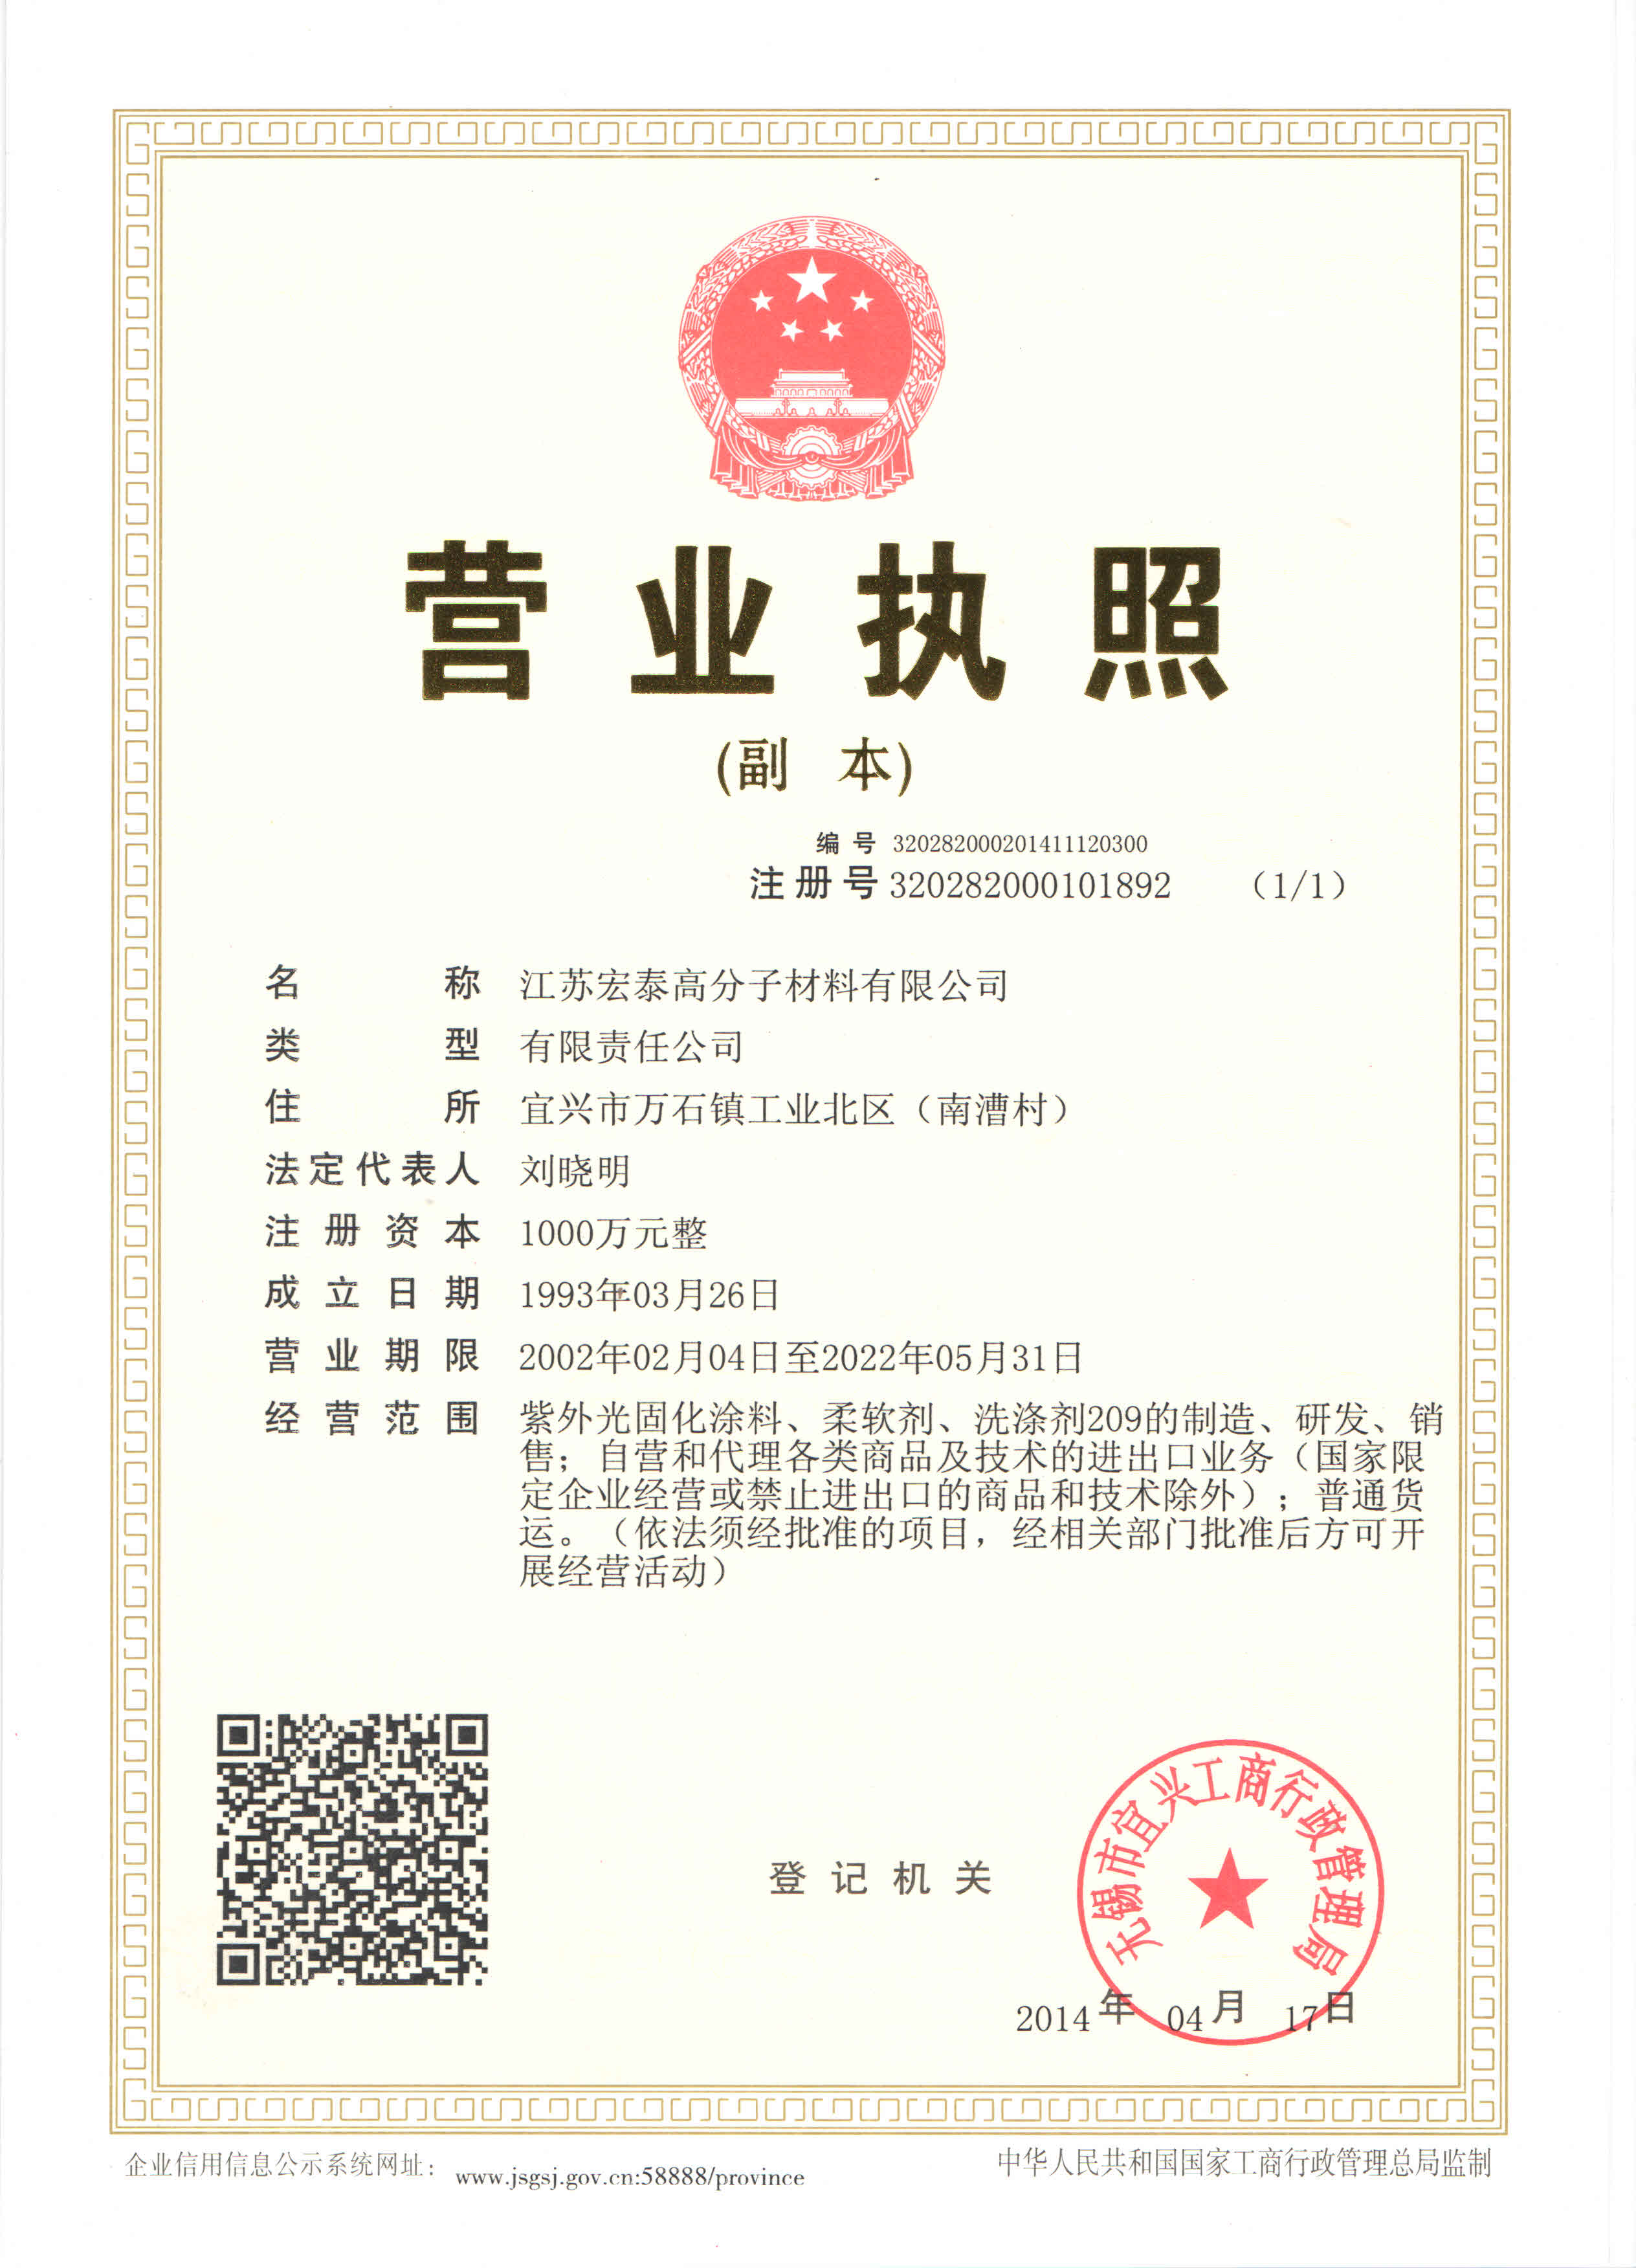 营业执照
(副 本)
编 号 320282000201411120300
注册号 320282000101892 （1/1）
名 称 江苏宏泰高分子材料有限公司
类 型 有限责任公司
住 所 宜兴市万石镇工业北区（南漕村）
法定代表人 刘晓明
注册资本 1000万元整
成立日期 1993年03月26日
营业期限 2002年02月04日至2022年05月31日
经营范围 紫外光固化涂料、柔软剂、洗涤剂209的制造、研发、销
售；自营和代理各类商品及技术的进出口业务（国家限
定企业经营或禁止进出口的商品和技术除外）；普通货
运。（依法须经批准的项目，经相关部门批准后方可开
展经营活动）
登记机关
无锡市宜兴工商行政管理局
2014年 04月 17日
企业信用信息公示系统网址： www.jsgsj.gov.cn:58888/province
中华人民共和国国家工商行政管理总局监制